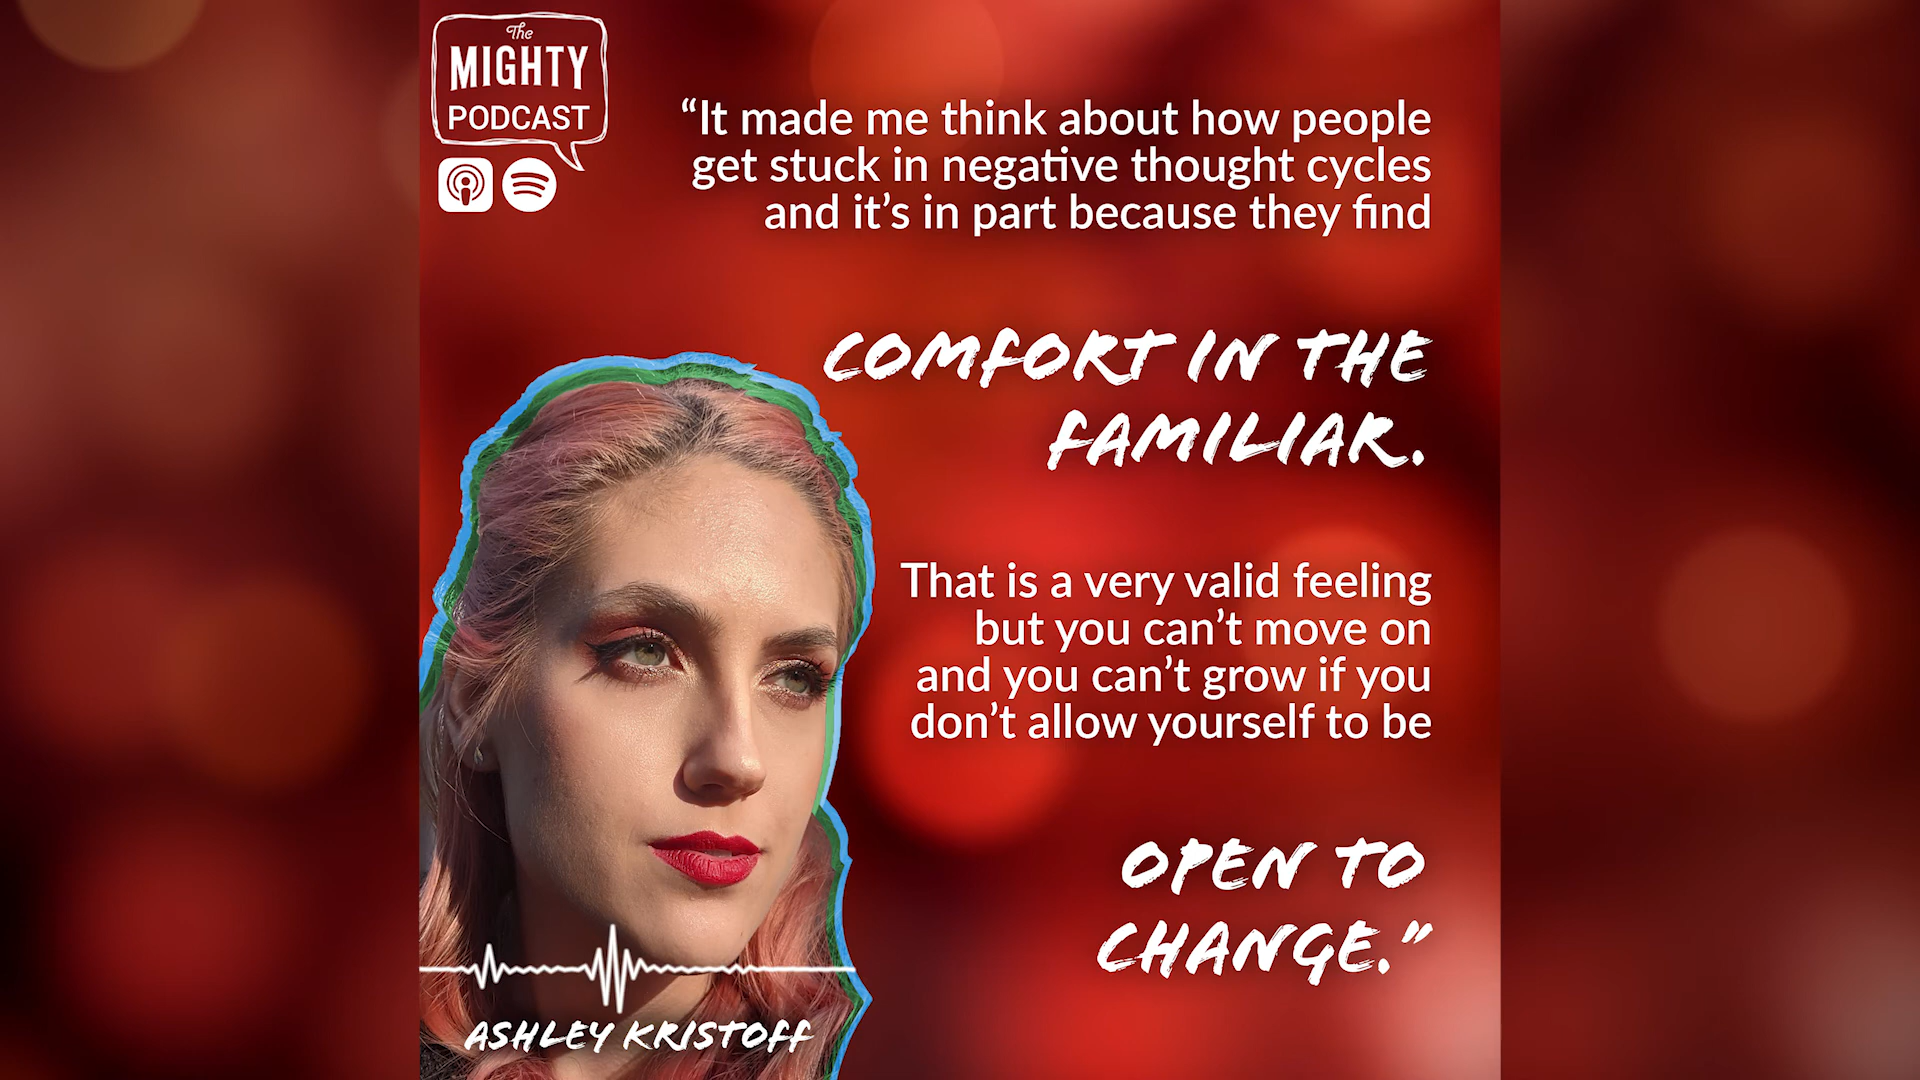 The
MIGHTY
PODCAST
“It made me think about how people
get stuck in negative thought cycles
and it’s in part because they find
COMFORT IN THE
FAMILIAR.
That is a very valid feeling
but you can’t move on
and you can’t grow if you
don’t allow yourself to be
OPEN TO
CHANGE.”
ASHLEY KRISTOFF